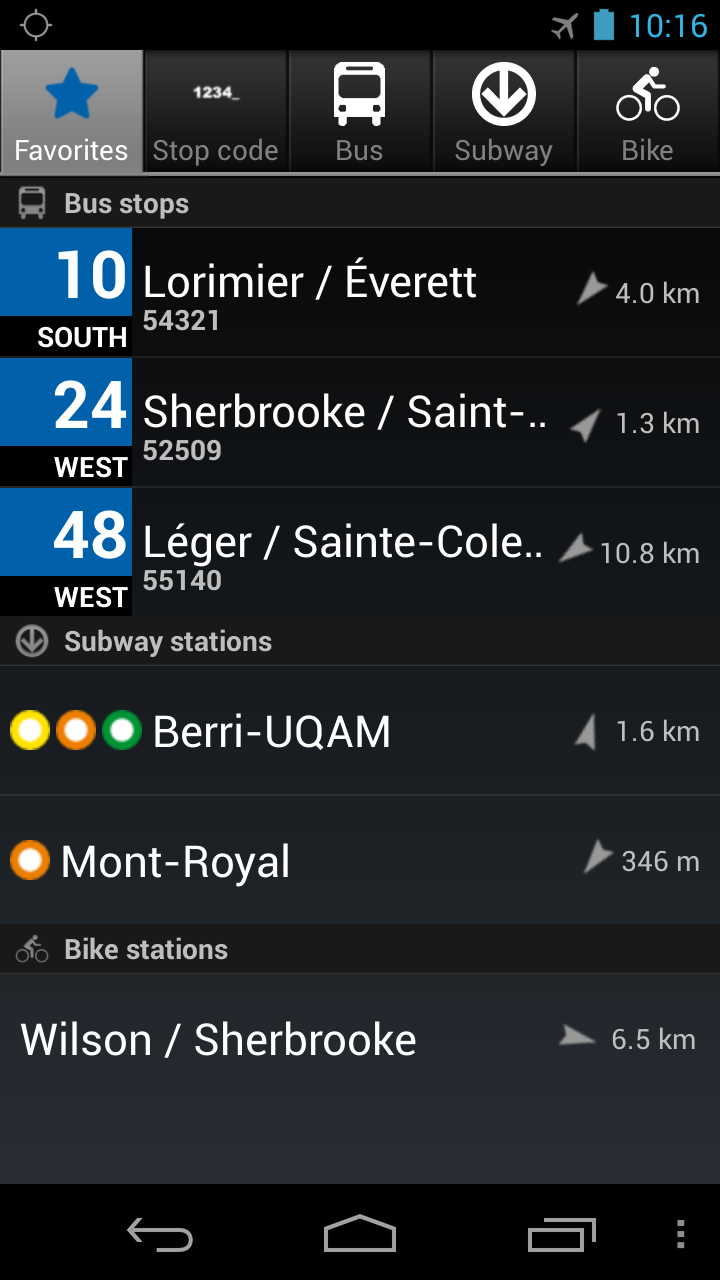 10:16
Favorites
1234_
Stop code
Bus
Subway
Bike
Bus stops
10 Lorimier / Éverett 4.0 km
SOUTH 54321
24 Sherbrooke / Saint-.. 1.3 km
WEST 52509
48 Léger / Sainte-Cole.. 10.8 km
WEST 55140
Subway stations
Berri-UQAM 1.6 km
Mont-Royal 346 m
Bike stations
Wilson / Sherbrooke 6.5 km